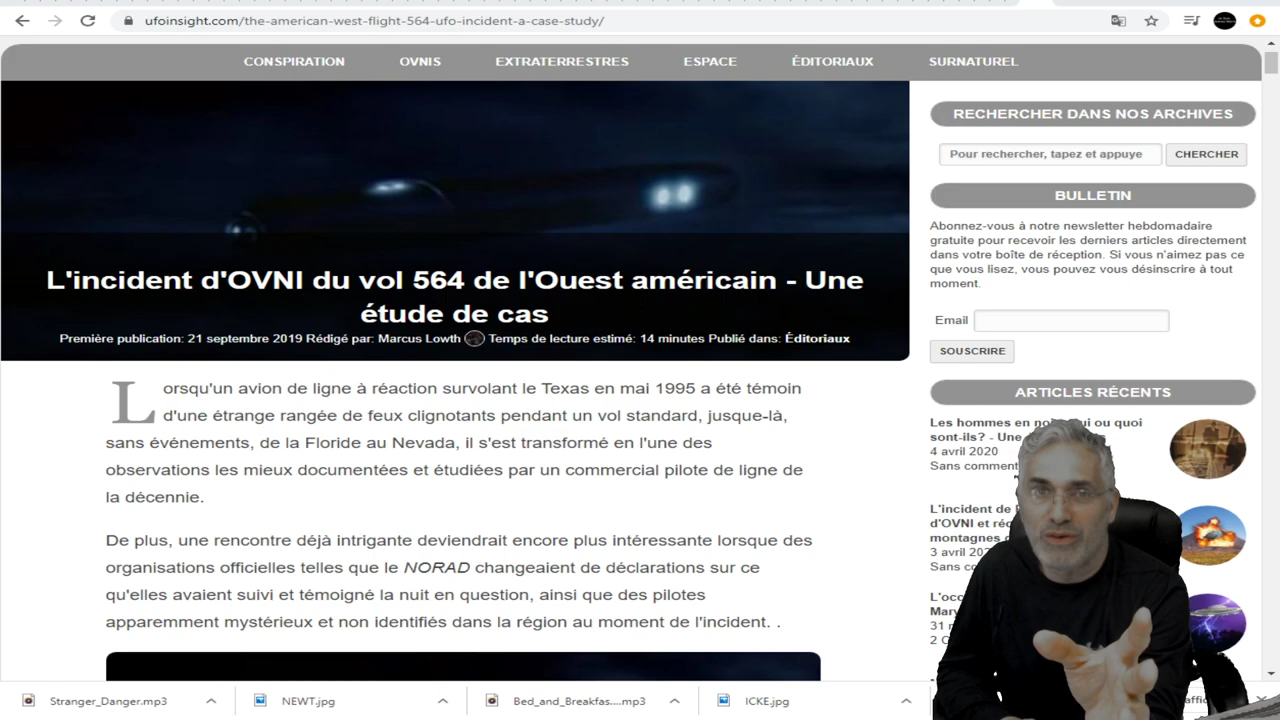 ufoinsight.com/the-american-west-flight-564-ufo-incident-a-case-study/
CONSPIRATION OVNIS EXTRATERRESTRES ESPACE ÉDITORIAUX SURNATUREL
L'incident d'OVNI du vol 564 de l'Ouest américain - Une
étude de cas
Première publication: 21 septembre 2019 Rédigé par: Marcus Lowth Temps de lecture estimé: 14 minutes Publié dans: Éditoriaux
Lorsqu'un avion de ligne à réaction survolant le Texas en mai 1995 a été témoin
d'une étrange rangée de feux clignotants pendant un vol standard, jusque-là,
sans événements, de la Floride au Nevada, il s'est transformé en l'une des
observations les mieux documentées et étudiées par un commercial pilote de ligne de
la décennie.
De plus, une rencontre déjà intrigante deviendrait encore plus intéressante lorsque des
organisations officielles telles que le NORAD changeaient de déclarations sur ce
qu'elles avaient suivi et témoigné la nuit en question, ainsi que des pilotes
apparemment mystérieux et non identifiés dans la région au moment de l'incident. .
RECHERCHER DANS NOS ARCHIVES
Pour rechercher, tapez et appuye CHERCHER
BULLETIN
Abonnez-vous à notre newsletter hebdomadaire
gratuite pour recevoir les derniers articles directement
dans votre boîte de réception. Si vous n'aimez pas ce
que vous lisez, vous pouvez vous désinscrire à tout
moment.
Email
SOUSCRIRE
ARTICLES RÉCENTS
Les hommes en ou quoi
sont-ils? - Une
4 avril 2020
Sans
L'incident de
d'OVNI et
montagnes
3 avril
Sans
31
2
Stranger_Danger.mp3 NEWT.jpg Bed_and_Breakfas....mp3 ICKE.jpg